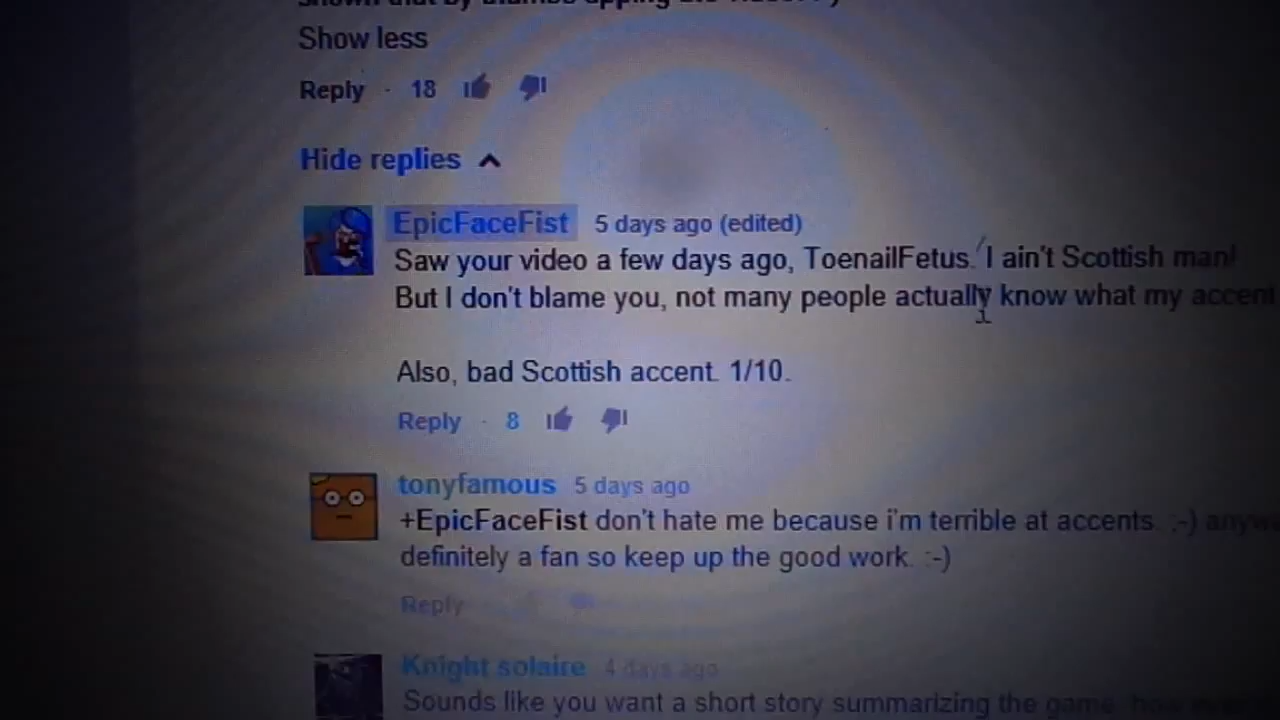 Show less
Reply · 18
Hide replies
EpicFaceFist 5 days ago (edited)
Saw your video a few days ago, ToenailFetus. I ain't Scottish man!
But I don't blame you, not many people actually know what my accent
Also, bad Scottish accent. 1/10.
Reply · 8
tonyfamous 5 days ago
+EpicFaceFist don't hate me because i'm terrible at accents. :-)
definitely a fan so keep up the good work. :-)
Reply
Knight solaire 4 days ago
Sounds like you want a short story summarizing the game,